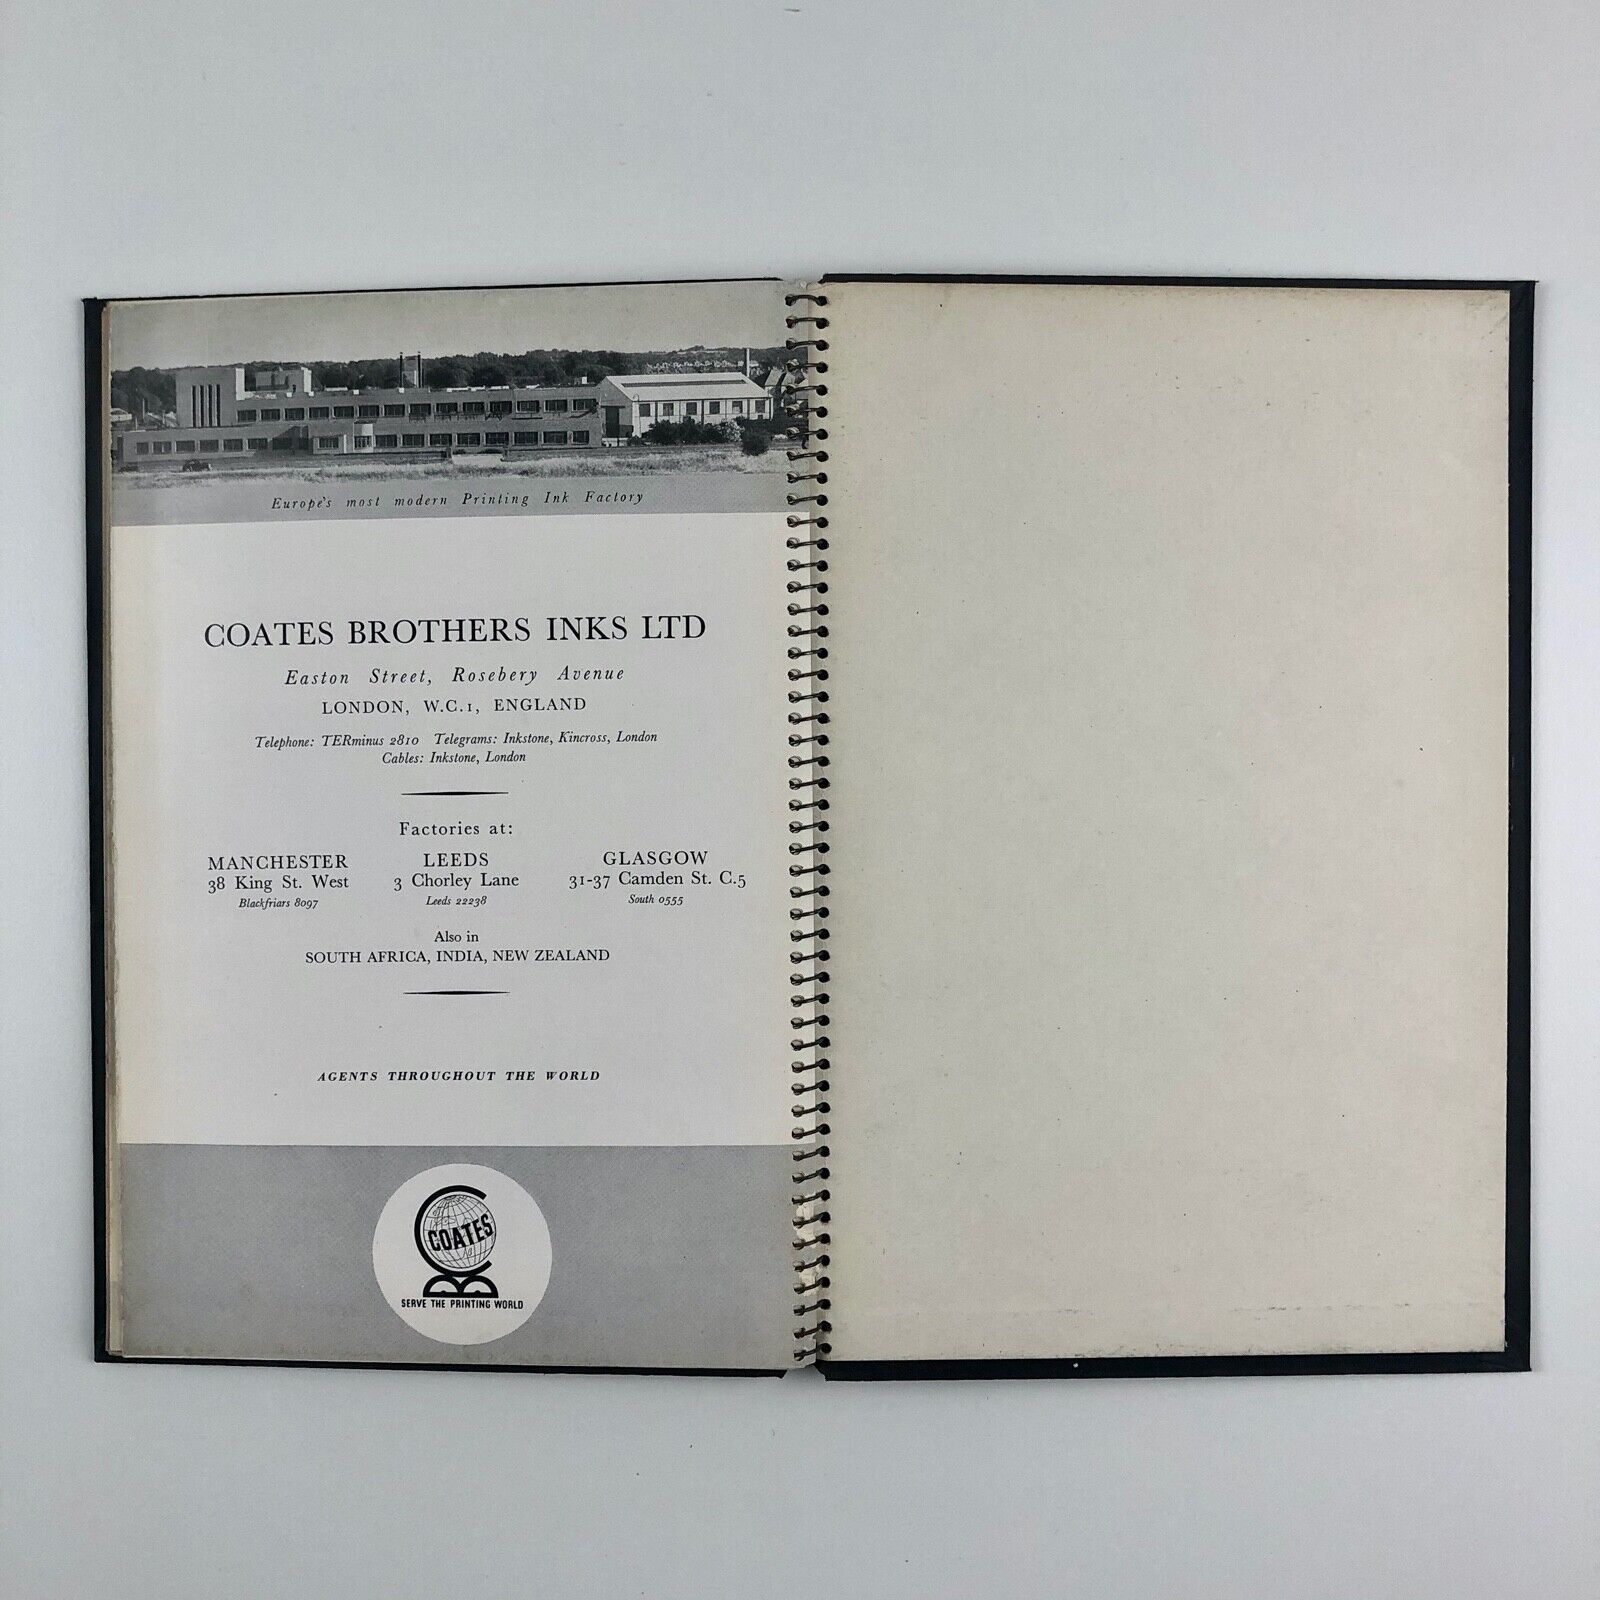 Europe's most modern Printing Ink Factory
COATES BROTHERS INKS LTD
Easton Street, Rosebery Avenue
LONDON, W.C.1, ENGLAND
Telephone: TERminus 2810 Telegrams: Inkstone, Kincross, London
Cables: Inkstone, London
Factories at:
MANCHESTER
38 King St. West
Blackfriars 8097
LEEDS
3 Chorley Lane
Leeds 22238
GLASGOW
31-37 Camden St. C.5
South 0555
Also in
SOUTH AFRICA, INDIA, NEW ZEALAND
AGENTS THROUGHOUT THE WORLD
COATES
CB
SERVE THE PRINTING WORLD